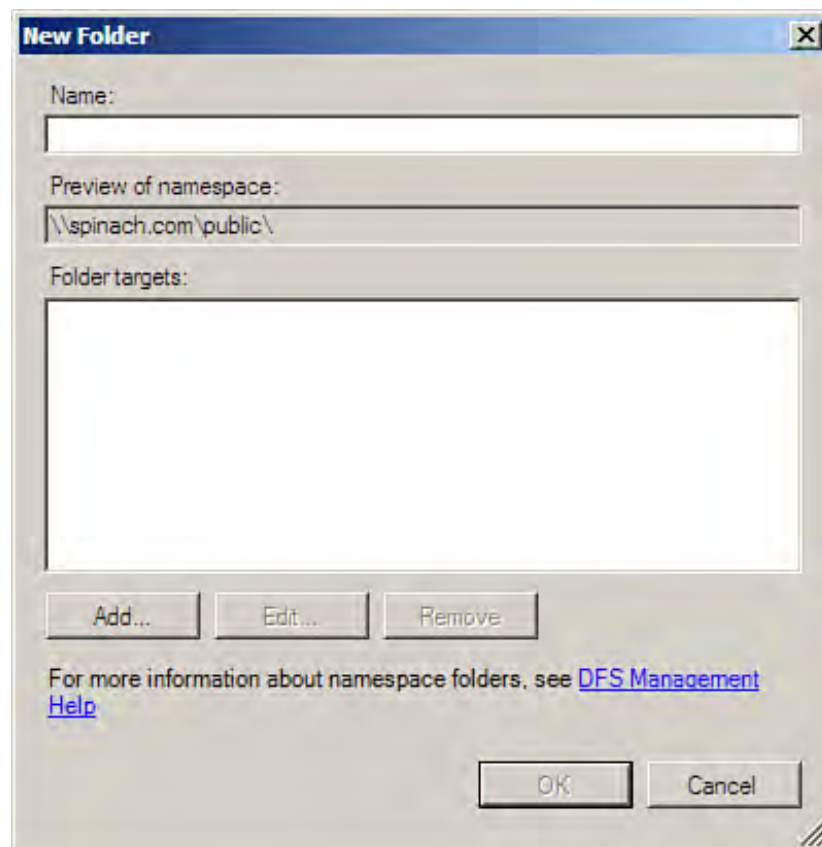 New Folder
Name:
Preview of namespace:
\\spinach.com\public\
Folder targets:
Add...
Edit...
Remove
For more information about namespace folders, see DFS Management
Help
OK
Cancel